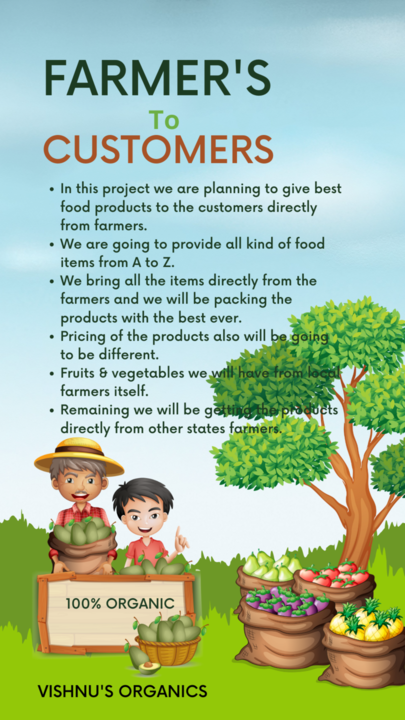 FARMER'S
To
CUSTOMERS
• In this project we are planning to give best
food products to the customers directly
from farmers.
• We are going to provide all kind of food
items from A to Z.
• We bring all the items directly from the
farmers and we will be packing the
products with the best ever.
• Pricing of the products also will be going
to be different.
• Fruits & vegetables we will have from local
farmers itself.
• Remaining we will be getting the products
directly from other states farmers.
100% ORGANIC
VISHNU'S ORGANICS